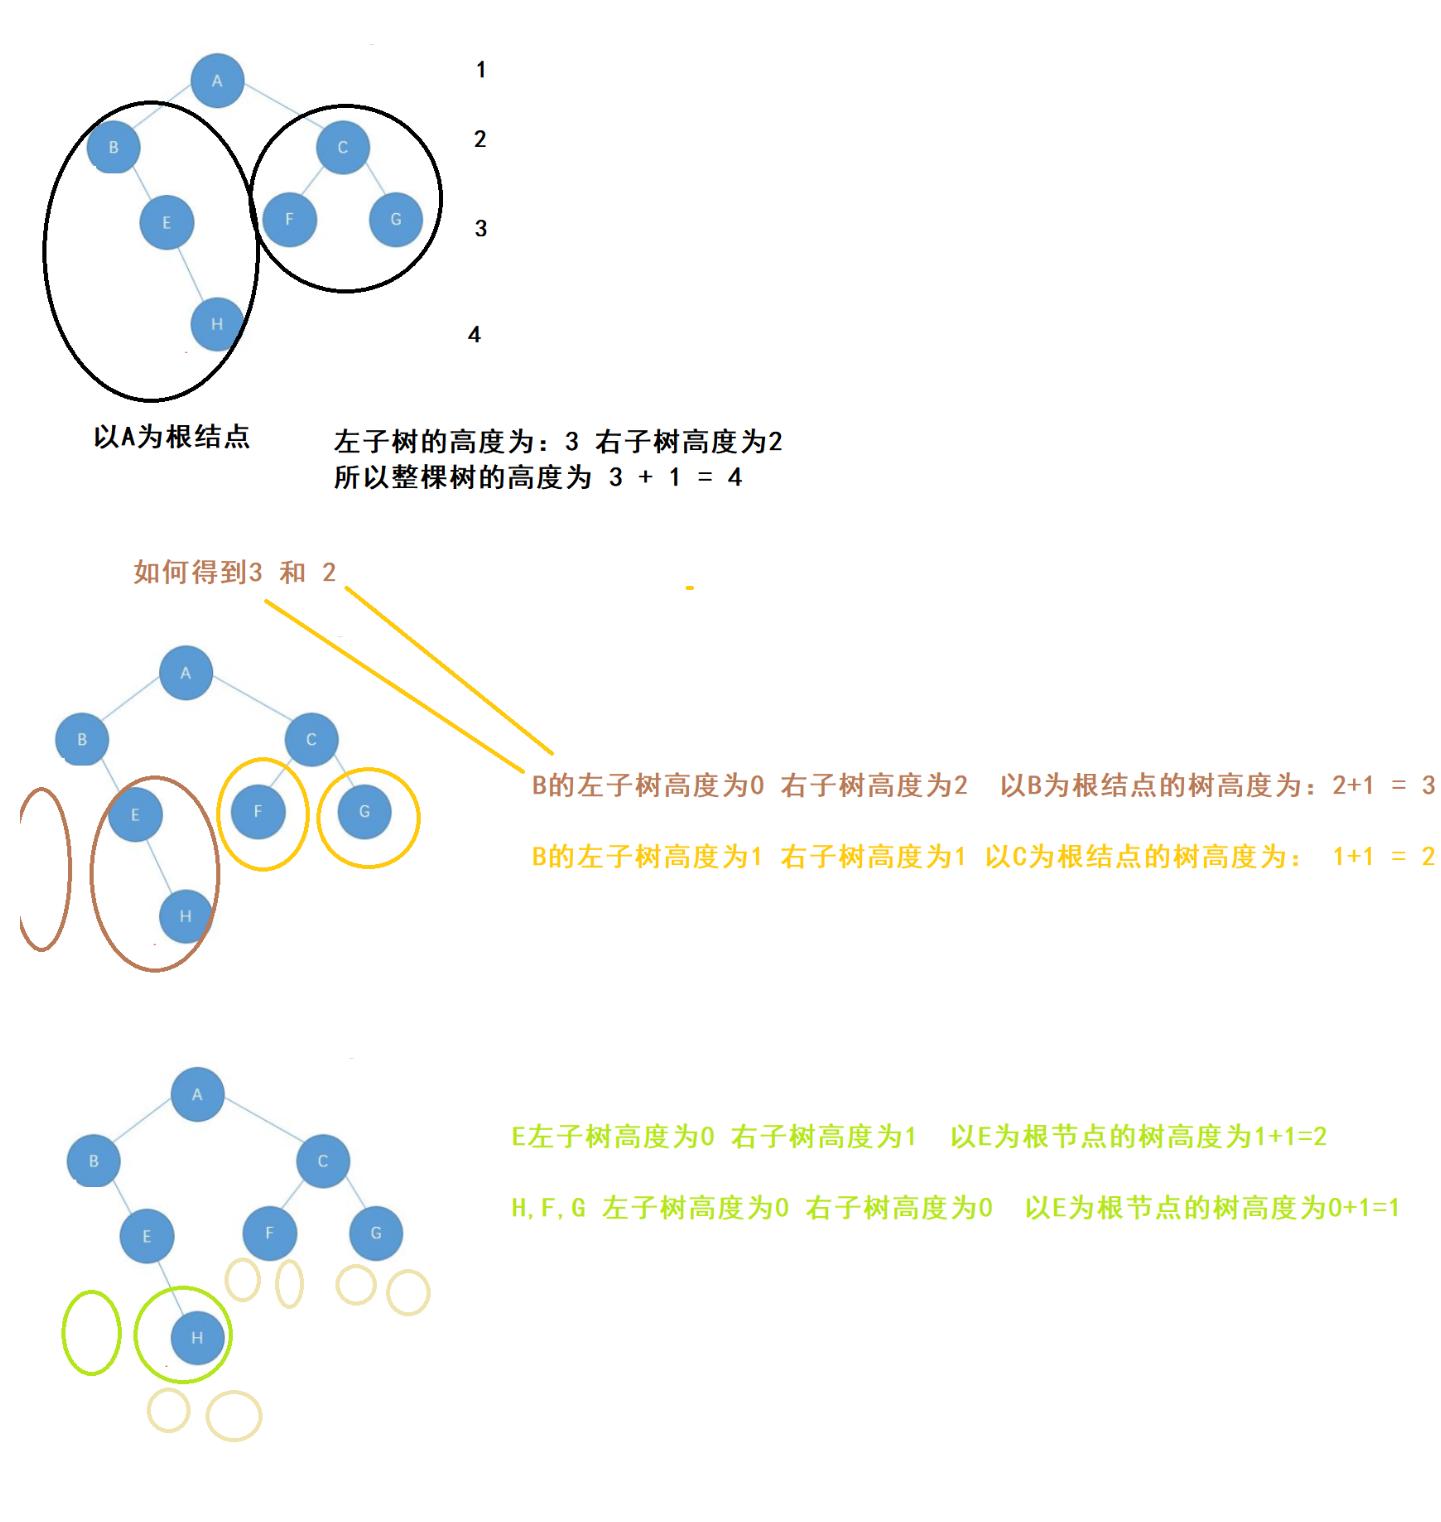 A
1
B
C
2
E
F
G
3
H
4
以A为根结点
左子树的高度为：3 右子树高度为2
所以整棵树的高度为 3 + 1 = 4
如何得到3 和 2
A
B
C
E
F
G
H
B的左子树高度为0 右子树高度为2 以B为根结点的树高度为：2+1 = 3
B的左子树高度为1 右子树高度为1 以C为根结点的树高度为： 1+1 = 2
A
B
C
E
F
G
H
E左子树高度为0 右子树高度为1 以E为根节点的树高度为1+1=2
H,F,G 左子树高度为0 右子树高度为0 以E为根节点的树高度为0+1=1